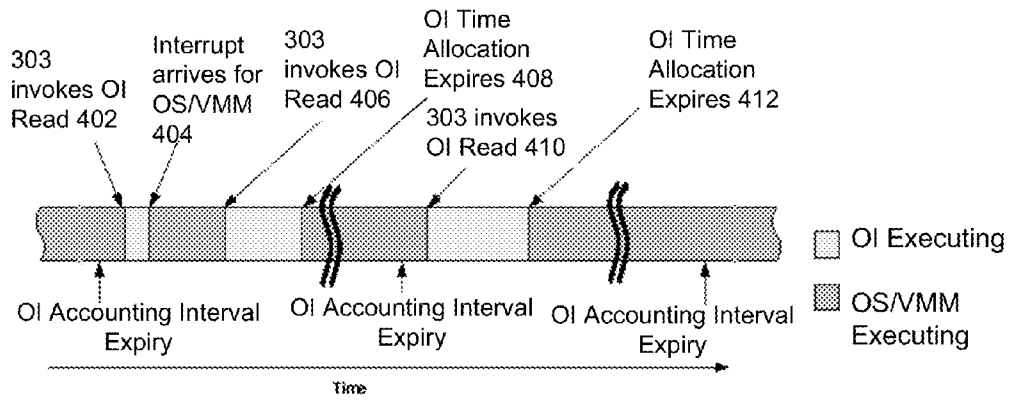 303
invokes OI
Read 402
Interrupt
arrives for
OS/VMM
404
303
invokes OI
Read 406
OI Time
Allocation
Expires 408
303 invokes
OI Read 410
OI Time
Allocation
Expires 412
OI Executing
OS/VMM
Executing
OI Accounting Interval
Expiry
OI Accounting Interval
Expiry
OI Accounting Interval
Expiry
Time